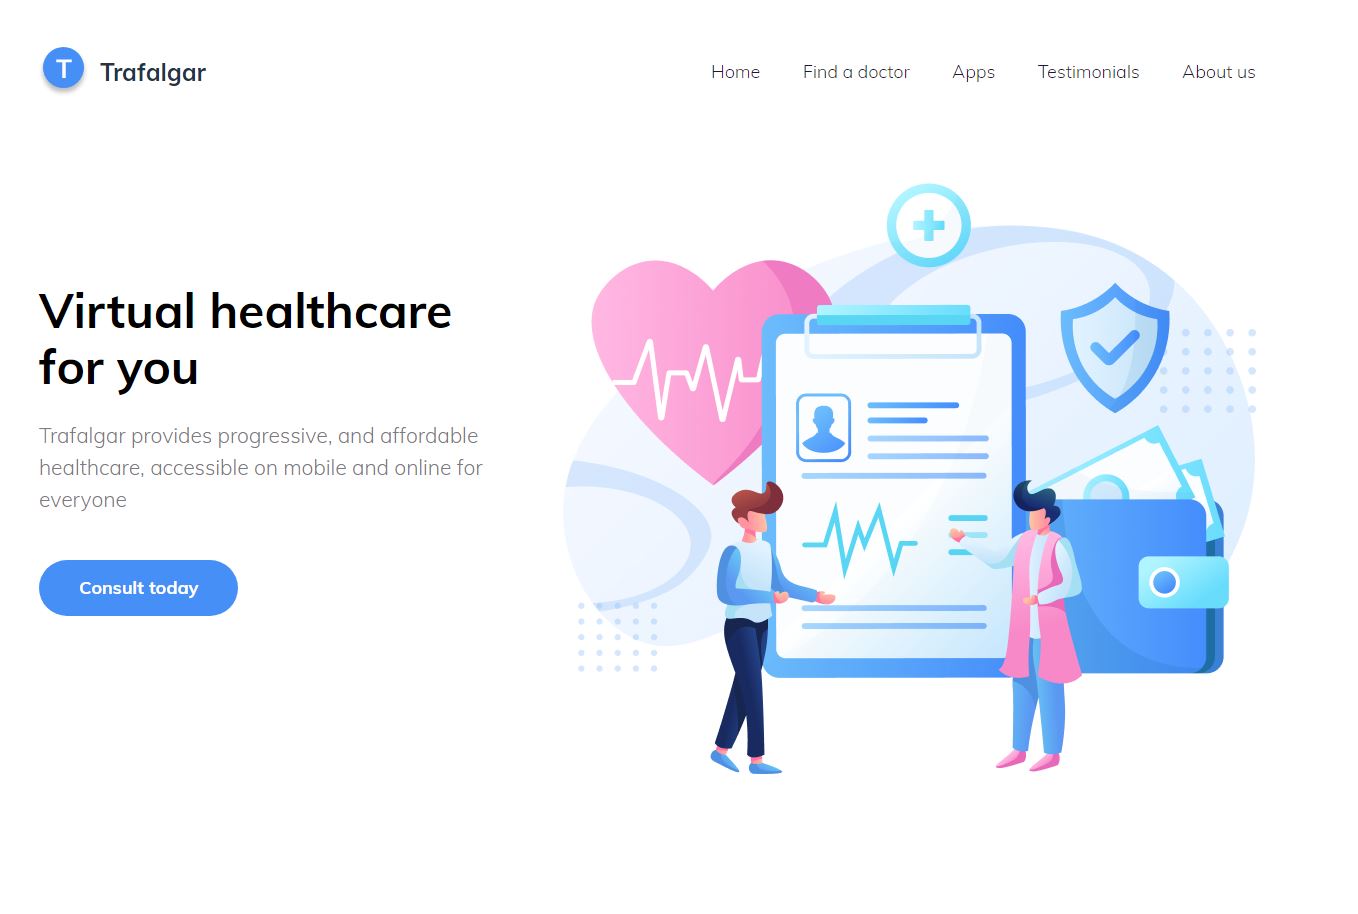 T
Trafalgar
Home Find a doctor Apps Testimonials About us
Virtual healthcare
for you
Trafalgar provides progressive, and affordable
healthcare, accessible on mobile and online for
everyone
Consult today